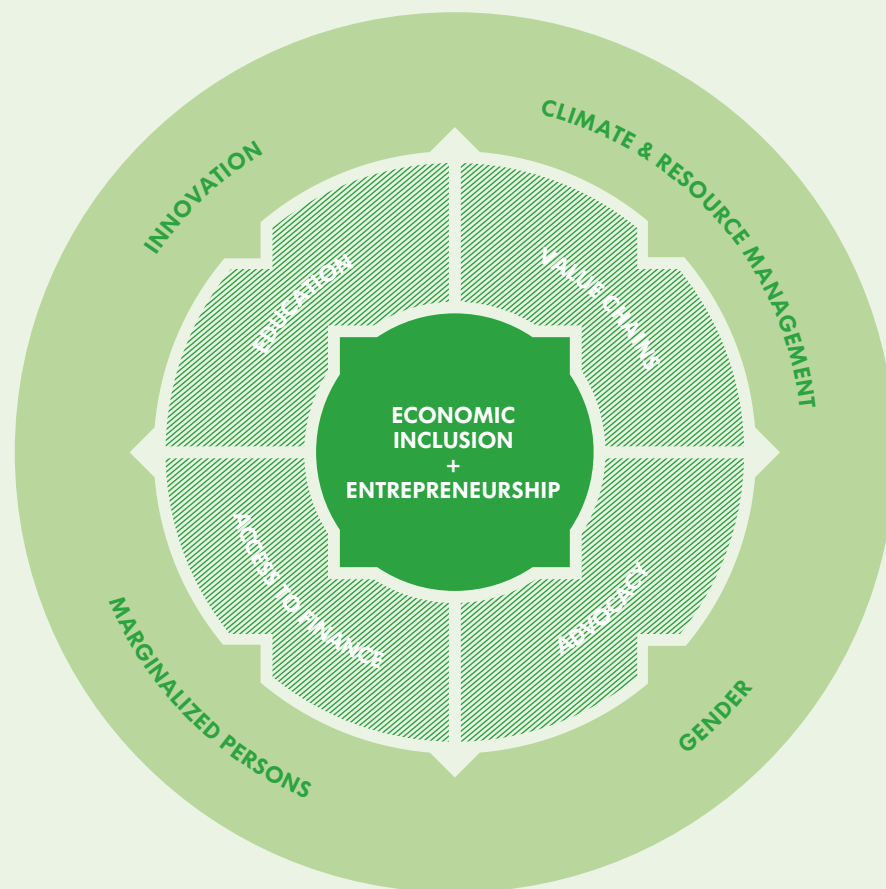 INNOVATION
CLIMATE & RESOURCE MANAGEMENT
EDUCATION
VALUE CHAINS
ECONOMIC
INCLUSION
+
ENTREPRENEURSHIP
ACCESS TO FINANCE
ADVOCACY
MARGINALIZED PERSONS
GENDER